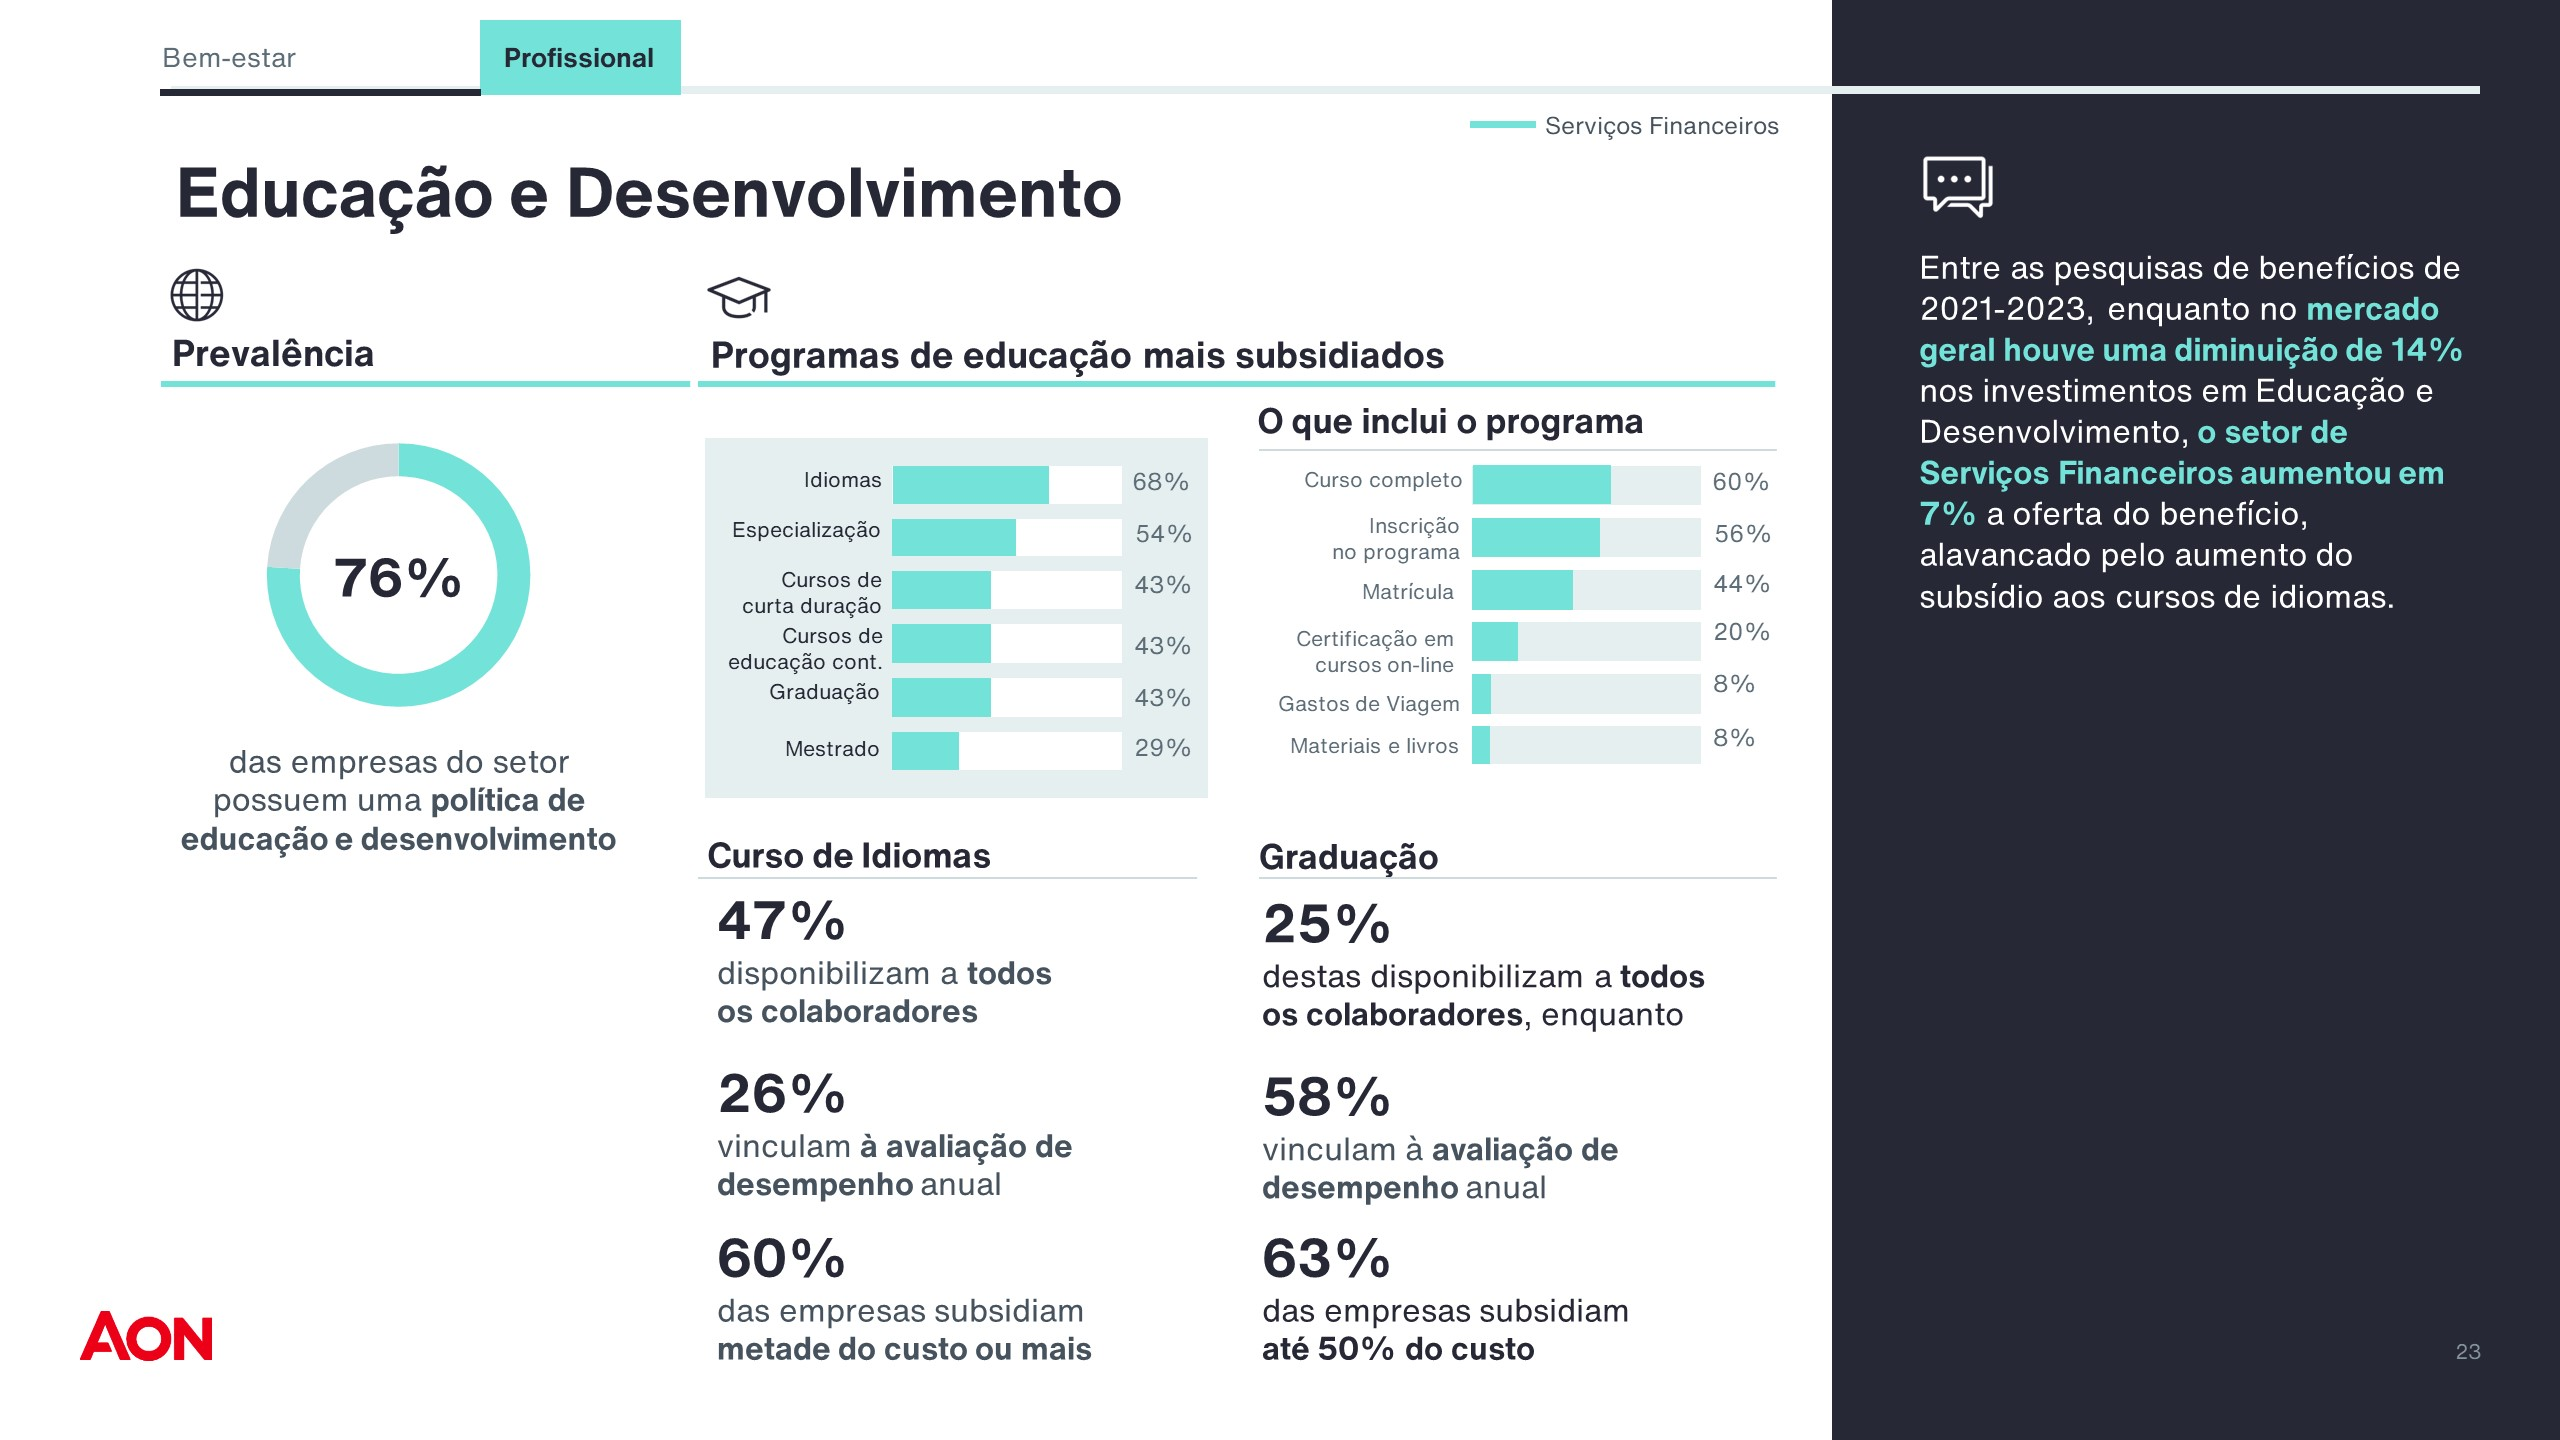 Bem-estar
Profissional
Serviços Financeiros
Educação e Desenvolvimento
Prevalência
76%
das empresas do setor
possuem uma política de
educação e desenvolvimento
Programas de educação mais subsidiados
Idiomas 68%
Especialização 54%
Cursos de
curta duração 43%
Cursos de
educação cont. 43%
Graduação 43%
Mestrado 29%
O que inclui o programa
Curso completo 60%
Inscrição
no programa 56%
Matrícula 44%
Certificação em
cursos on-line 20%
Gastos de Viagem 8%
Materiais e livros 8%
Curso de Idiomas
47%
disponibilizam a todos
os colaboradores
26%
vinculam à avaliação de
desempenho anual
60%
das empresas subsidiam
metade do custo ou mais
Graduação
25%
destas disponibilizam a todos
os colaboradores, enquanto
58%
vinculam à avaliação de
desempenho anual
63%
das empresas subsidiam
até 50% do custo
Entre as pesquisas de benefícios de
2021-2023, enquanto no mercado
geral houve uma diminuição de 14%
nos investimentos em Educação e
Desenvolvimento, o setor de
Serviços Financeiros aumentou em
7% a oferta do benefício,
alavancado pelo aumento do
subsídio aos cursos de idiomas.
AON
23